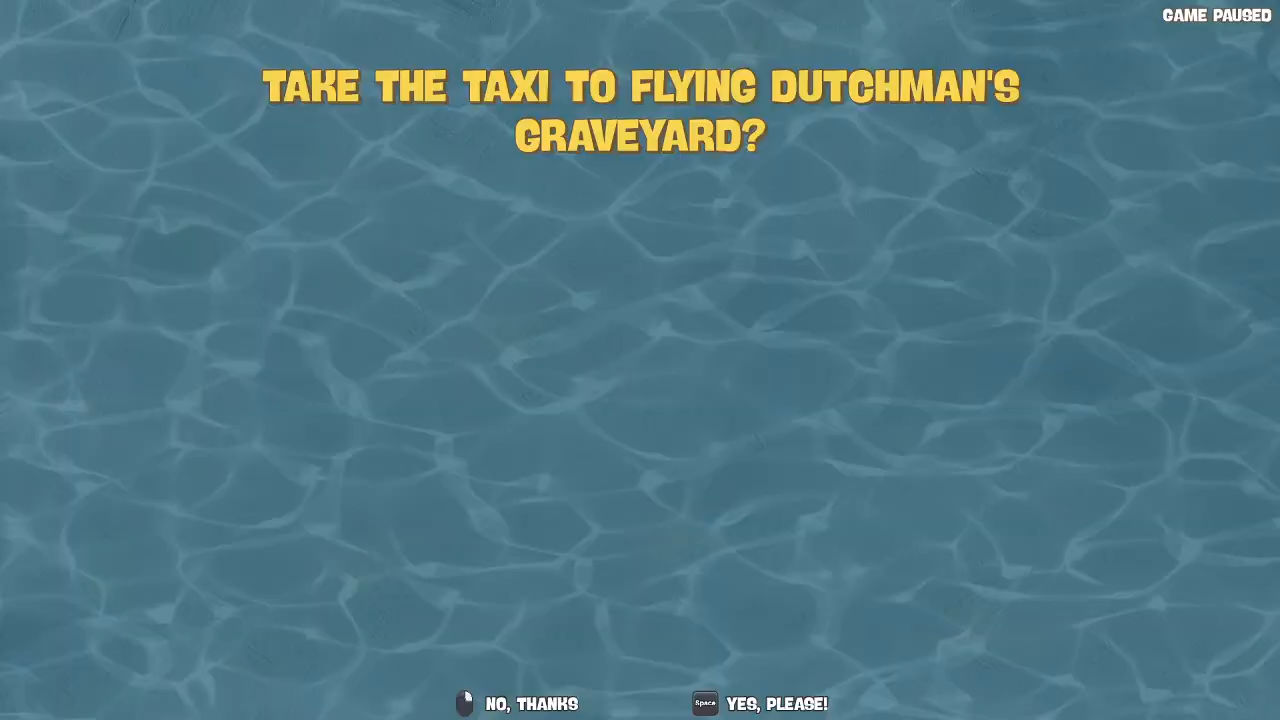 GAME PAUSED
TAKE THE TAXI TO FLYING DUTCHMAN'S
GRAVEYARD?
NO, THANKS
Space YES, PLEASE!